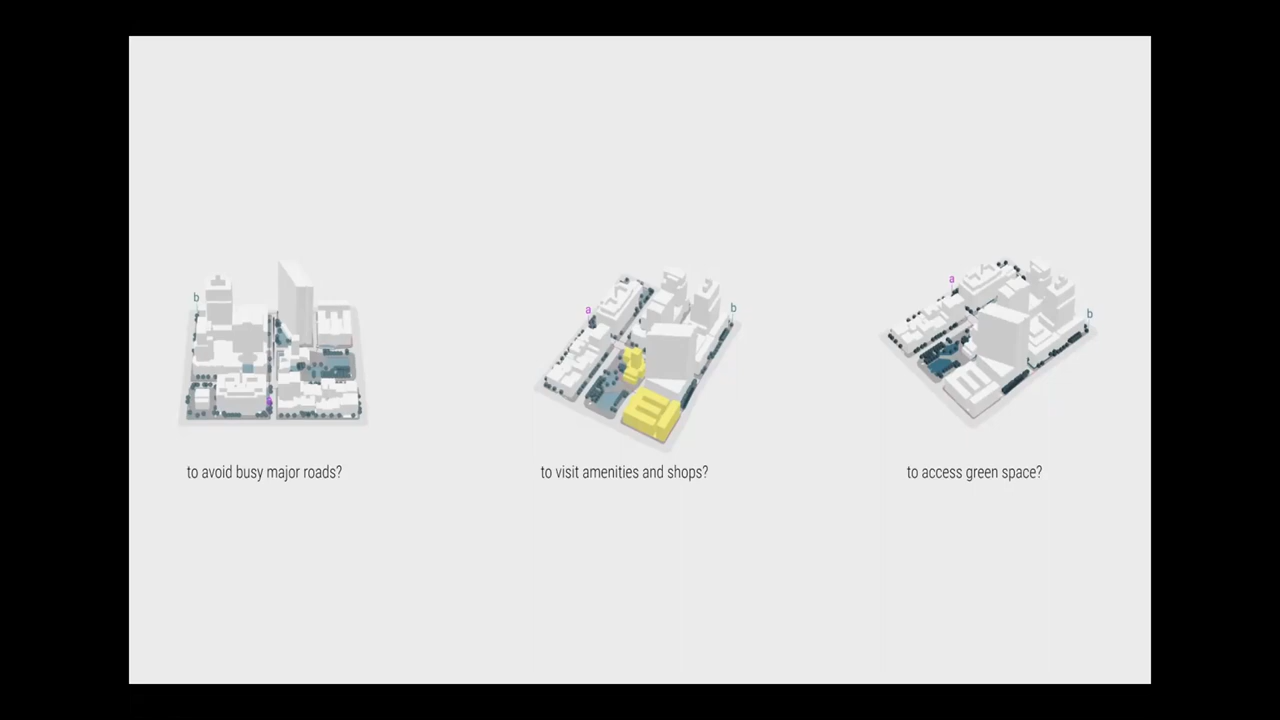 b
a
to avoid busy major roads?
a
b
to visit amenities and shops?
a
b
to access green space?